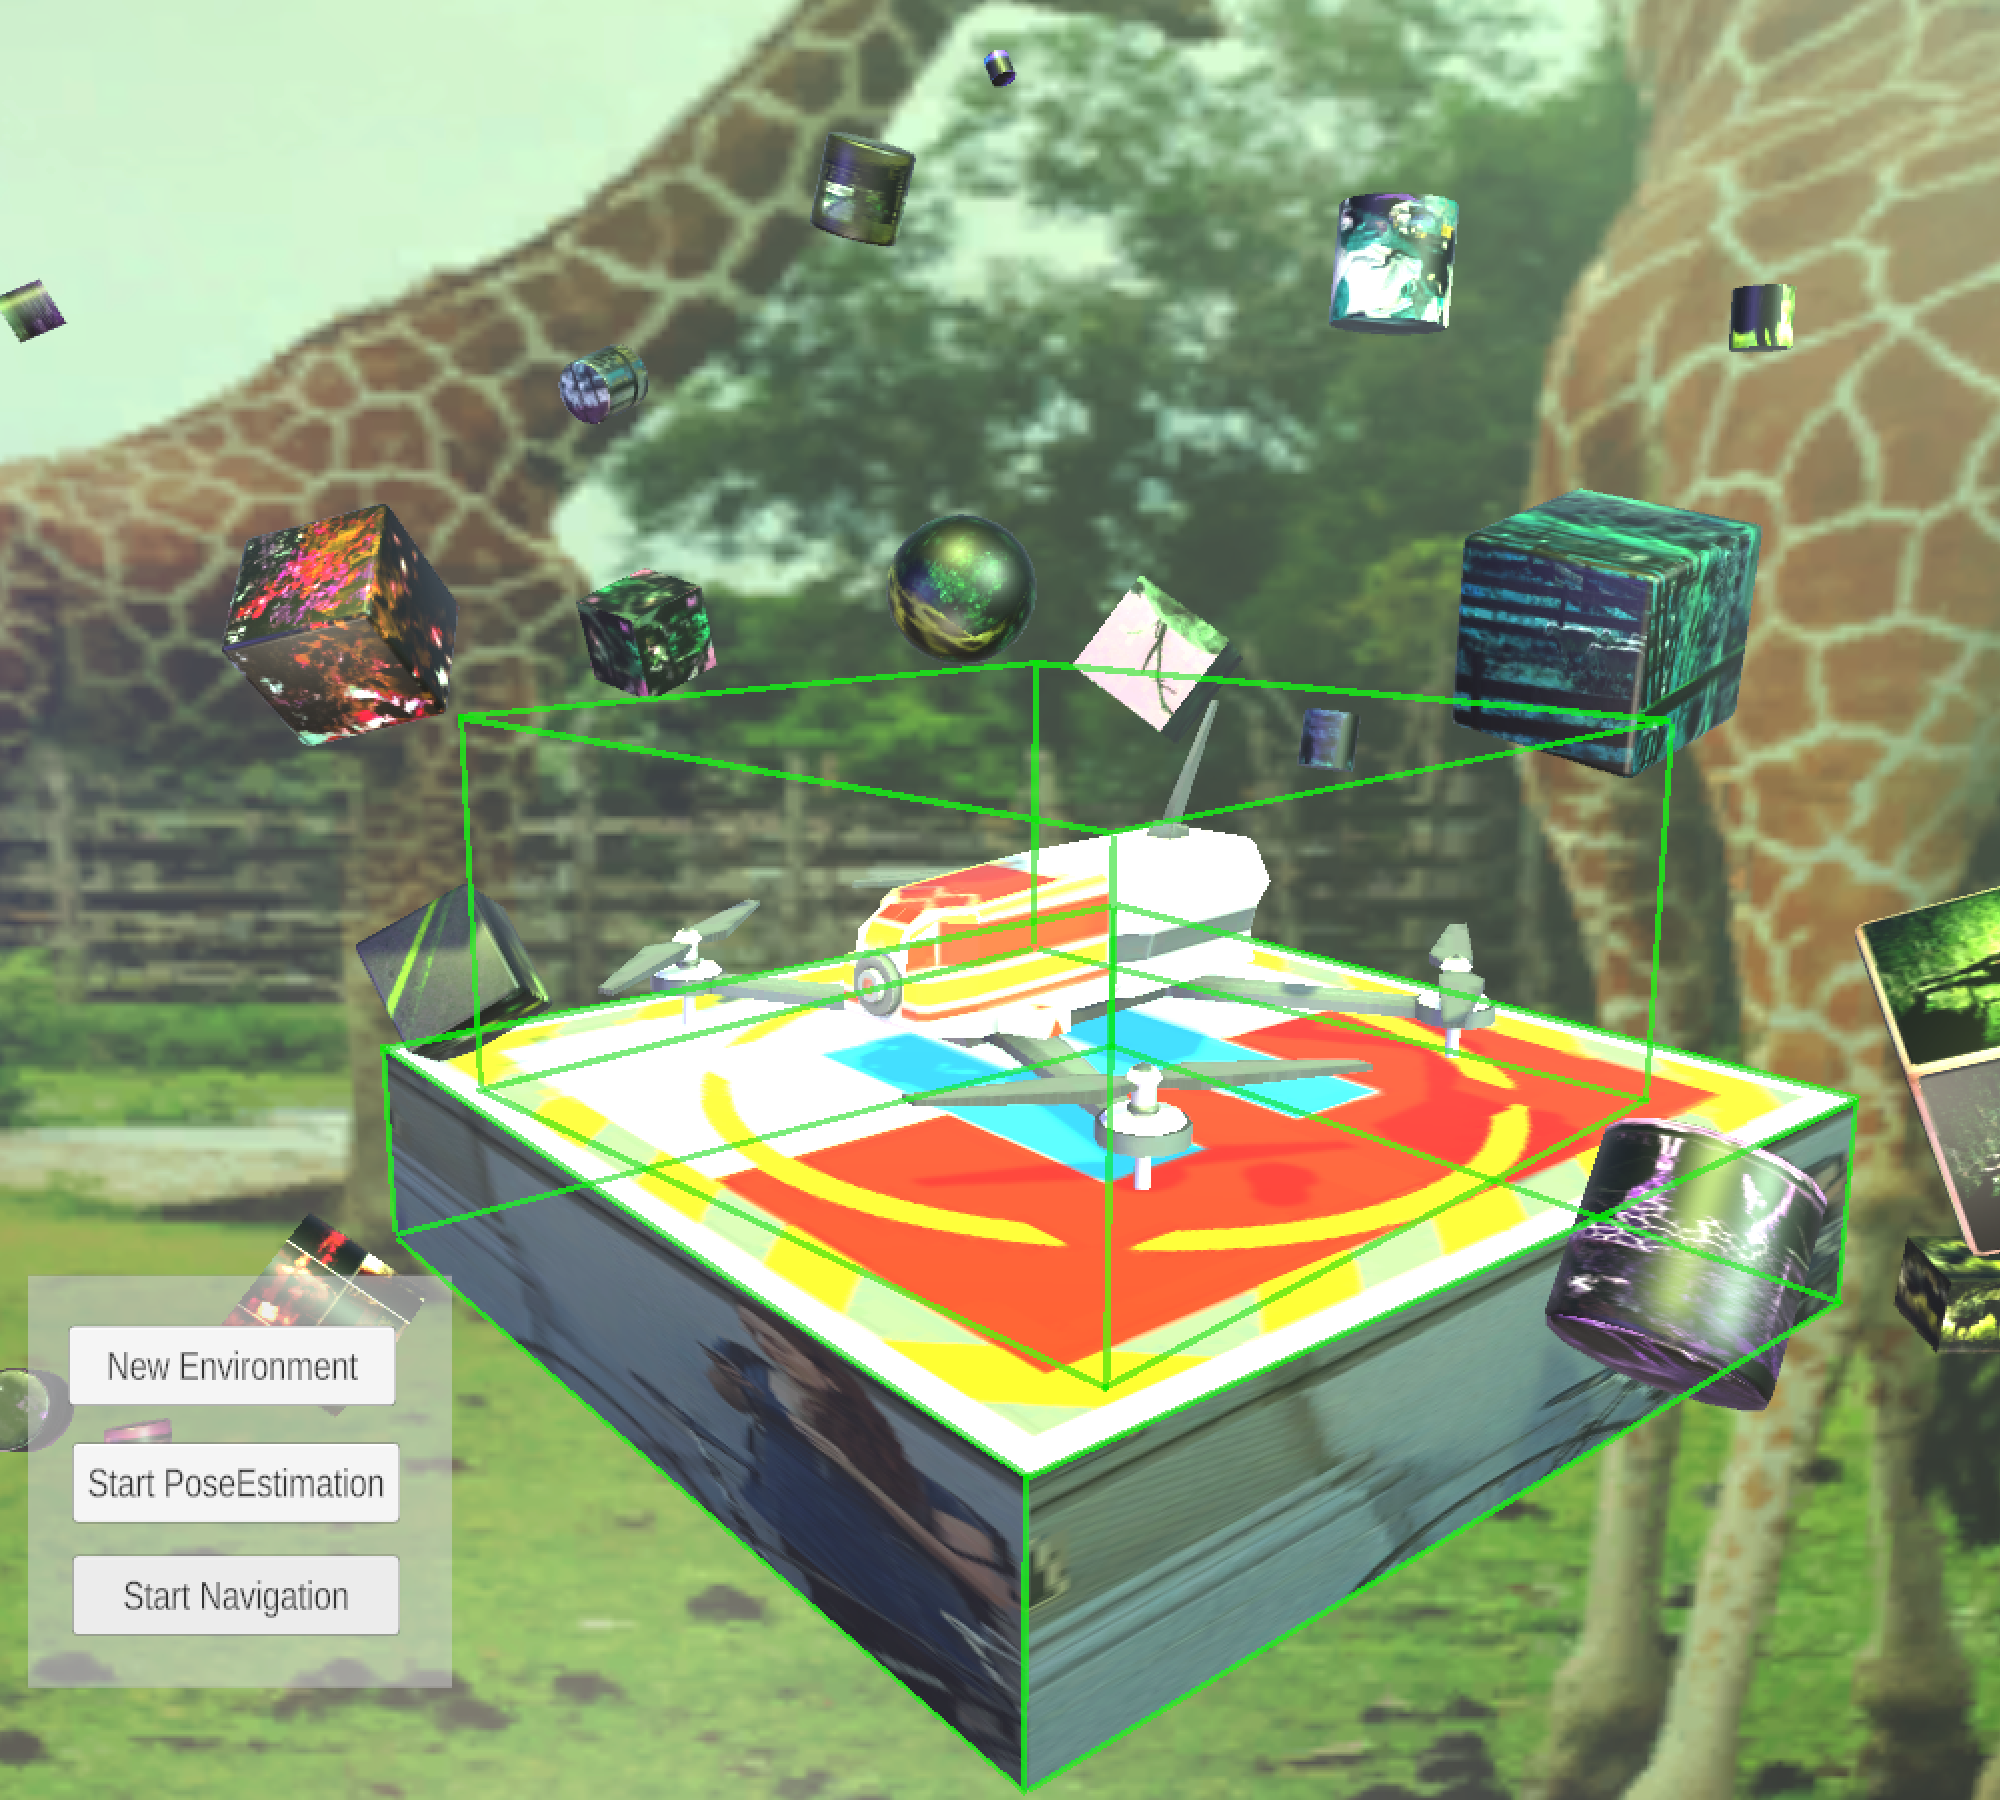 New Environment
Start PoseEstimation
Start Navigation